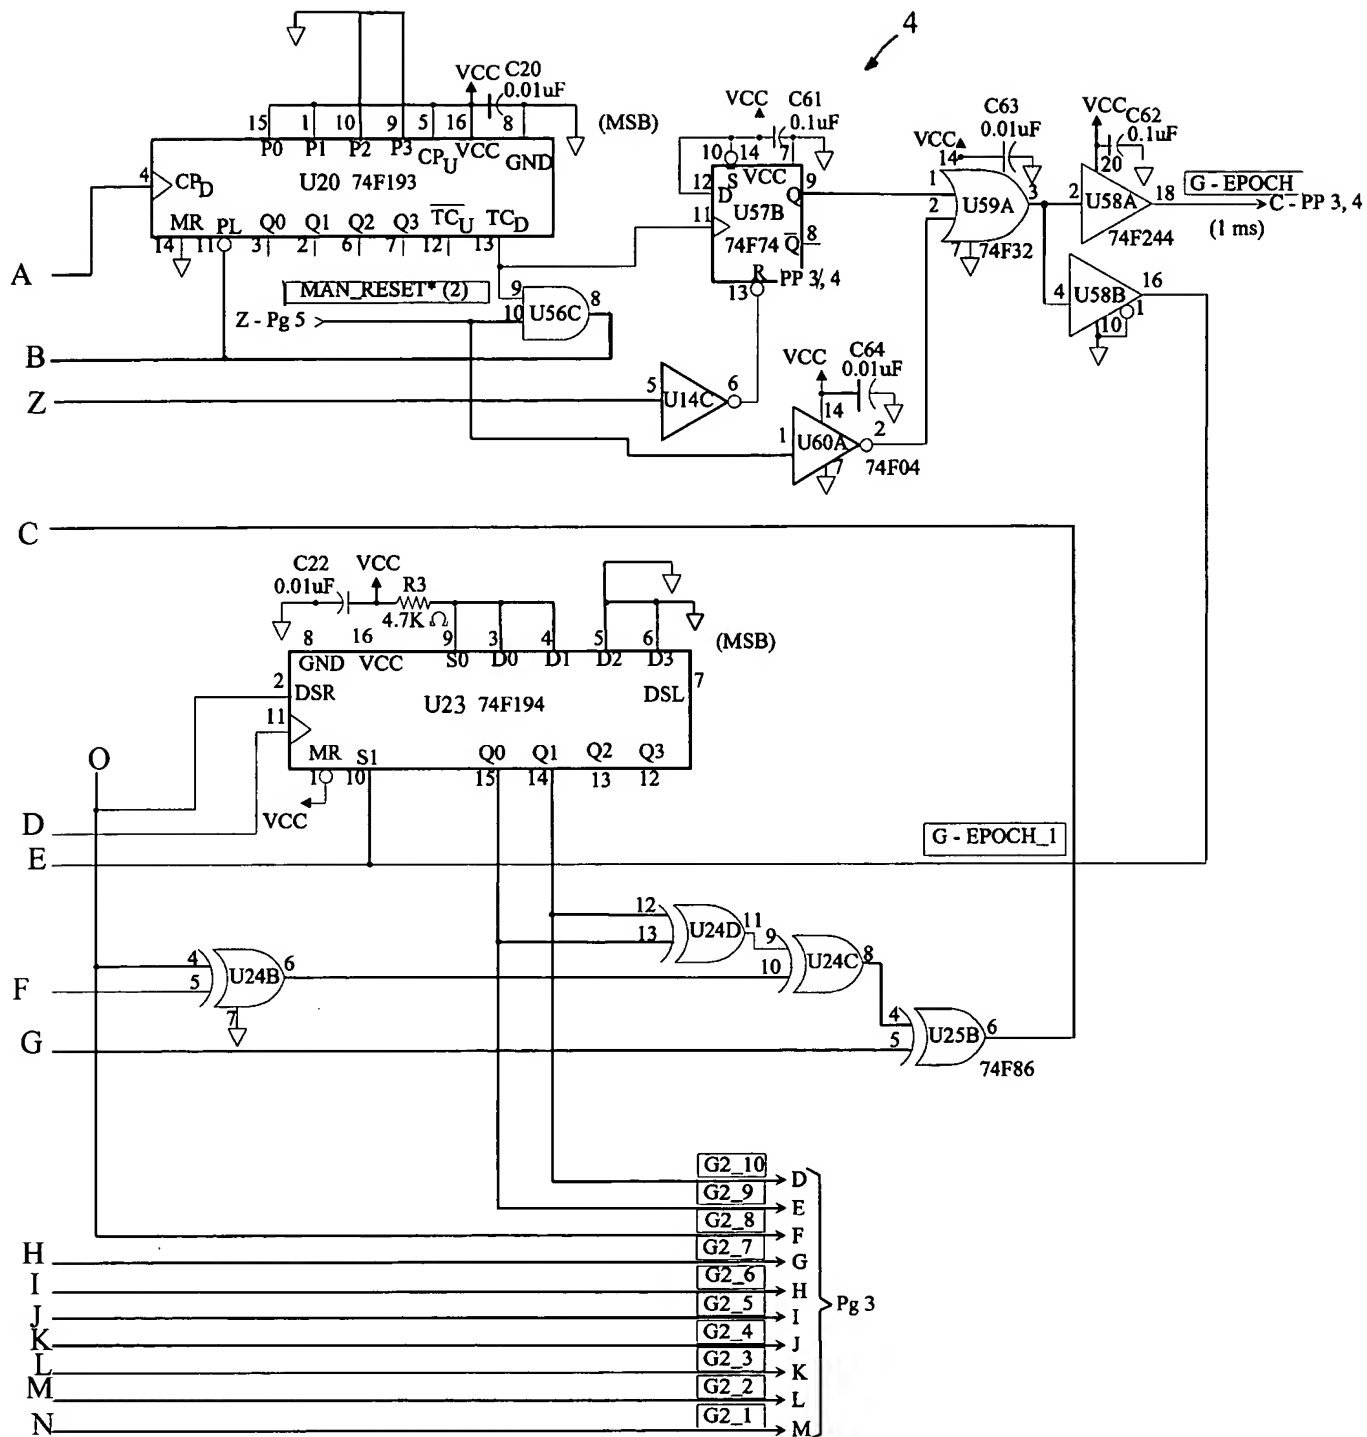 4
VCC C20
0.01uF
15 1 10 9 5 16 8 (MSB)
P0 P1 P2 P3 CPU VCC GND
4 CPD U20 74F193
MR PL Q0 Q1 Q2 Q3 TCU TCD
14 11 3 2 6 7 12 13
A
MAN_RESET* (2)
Z - Pg 5
9
10 U56C 8
B
Z
5 U14C 6
VCC C61
0.1uF
10 14 7
S VCC
12 D Q 9
11 U57B
74F74 Q 8
R PP 3, 4
13
VCC C63
0.01uF
14
1
2 U59A 3
7 74F32
VCC C62
0.1uF
20
2 U58A 18
74F244
G - EPOCH
C - PP 3, 4
(1 ms)
4 U58B 16
10 1
VCC C64
0.01uF
14
1 U60A 2
7 74F04
C
C22 VCC
0.01uF R3
4.7K Ω
8 16 9 3 4 5 6 (MSB)
GND VCC S0 D0 D1 D2 D3
2 DSR U23 74F194 DSL 7
11
MR S1 Q0 Q1 Q2 Q3
1 10 15 14 13 12
VCC
O
D
E
G - EPOCH_1
12
13 U24D 11
9
10 U24C 8
4
5 U24B 6
7
F
G
4
5 U25B 6
74F86
G2_10 D
G2_9 E
G2_8 F
H G2_7 G
I G2_6 H
J G2_5 I
K G2_4 J
L G2_3 K
M G2_2 L
N G2_1 M
Pg 3